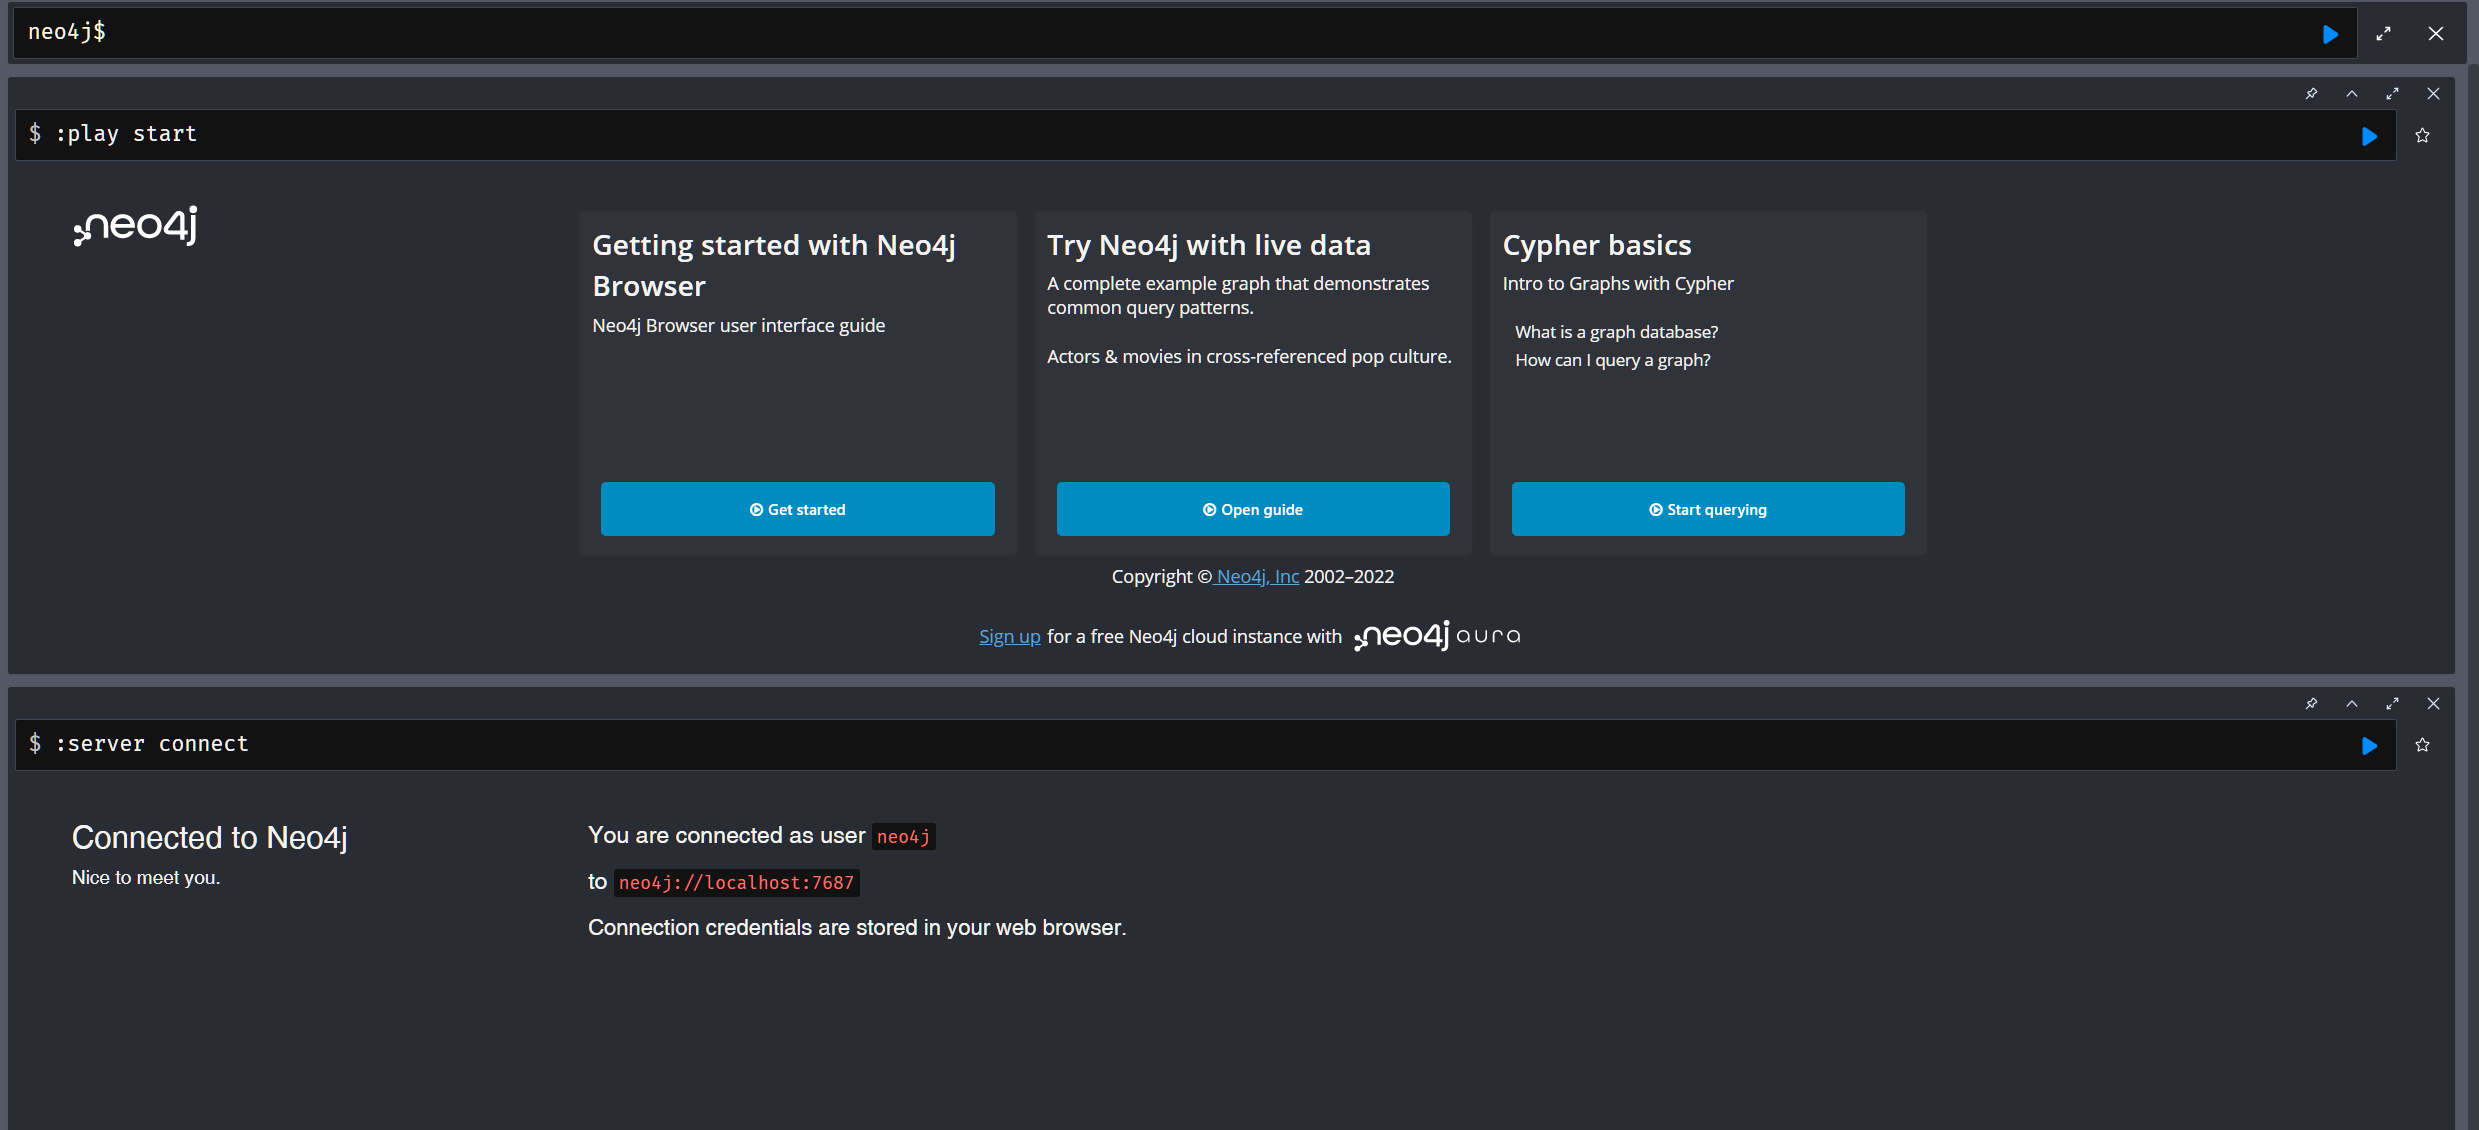 neo4j$
$ :play start
neo4j
Getting started with Neo4j
Browser
Neo4j Browser user interface guide
Get started
Try Neo4j with live data
A complete example graph that demonstrates
common query patterns.
Actors & movies in cross-referenced pop culture.
Open guide
Cypher basics
Intro to Graphs with Cypher
What is a graph database?
How can I query a graph?
Start querying
Copyright © Neo4j, Inc 2002–2022
Sign up for a free Neo4j cloud instance with neo4j aura
$ :server connect
Connected to Neo4j
Nice to meet you.
You are connected as user neo4j
to neo4j://localhost:7687
Connection credentials are stored in your web browser.